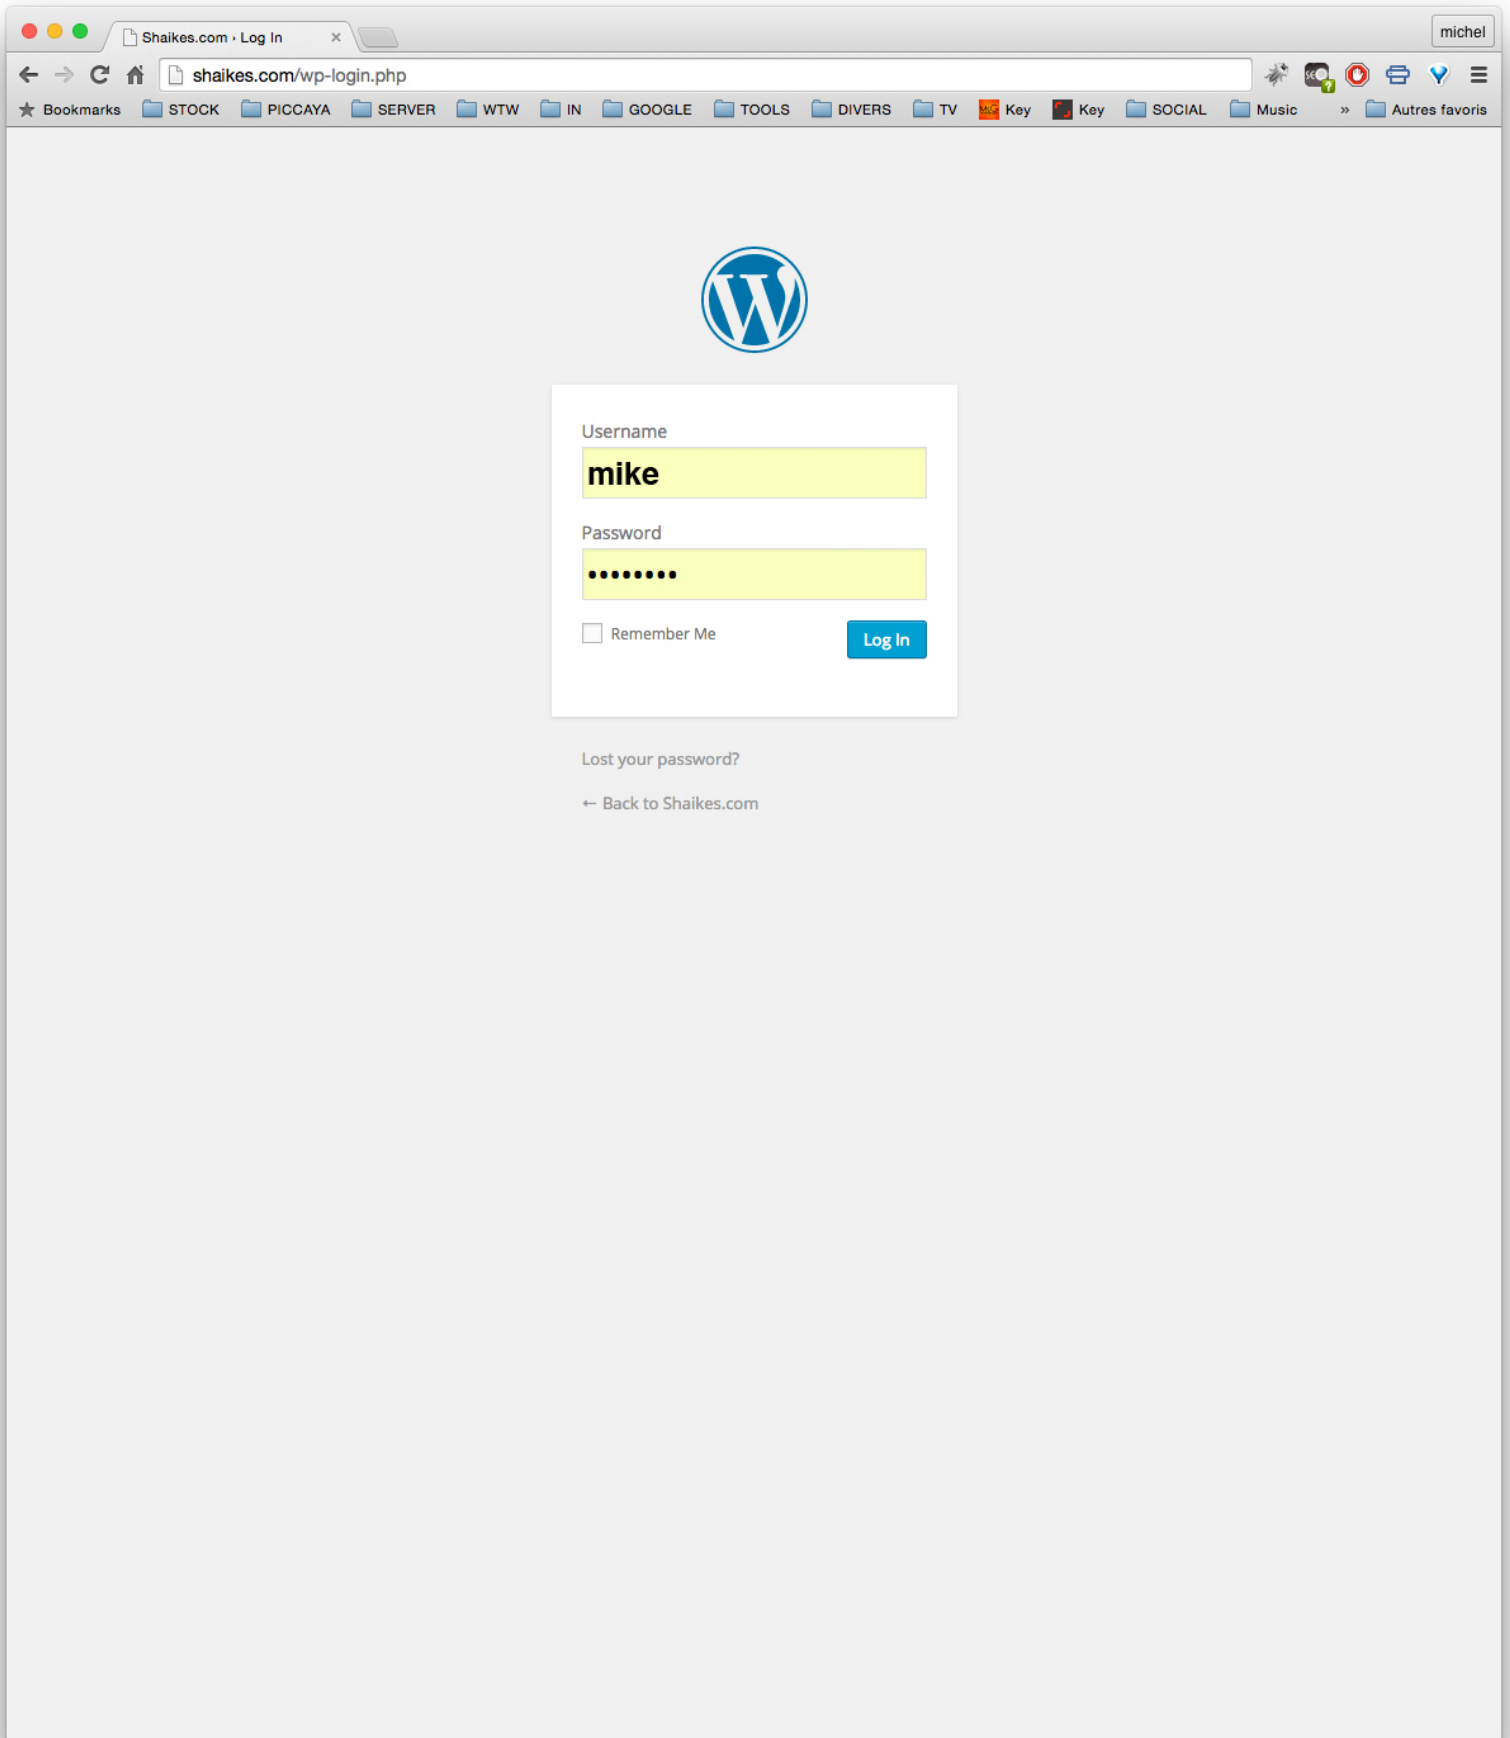 Shaikes.com › Log In
michel
shaikes.com/wp-login.php
Bookmarks STOCK PICCAYA SERVER WTW IN GOOGLE TOOLS DIVERS TV Key Key SOCIAL Music » Autres favoris
Username
mike
Password
••••••••
Remember Me
Log In
Lost your password?
← Back to Shaikes.com